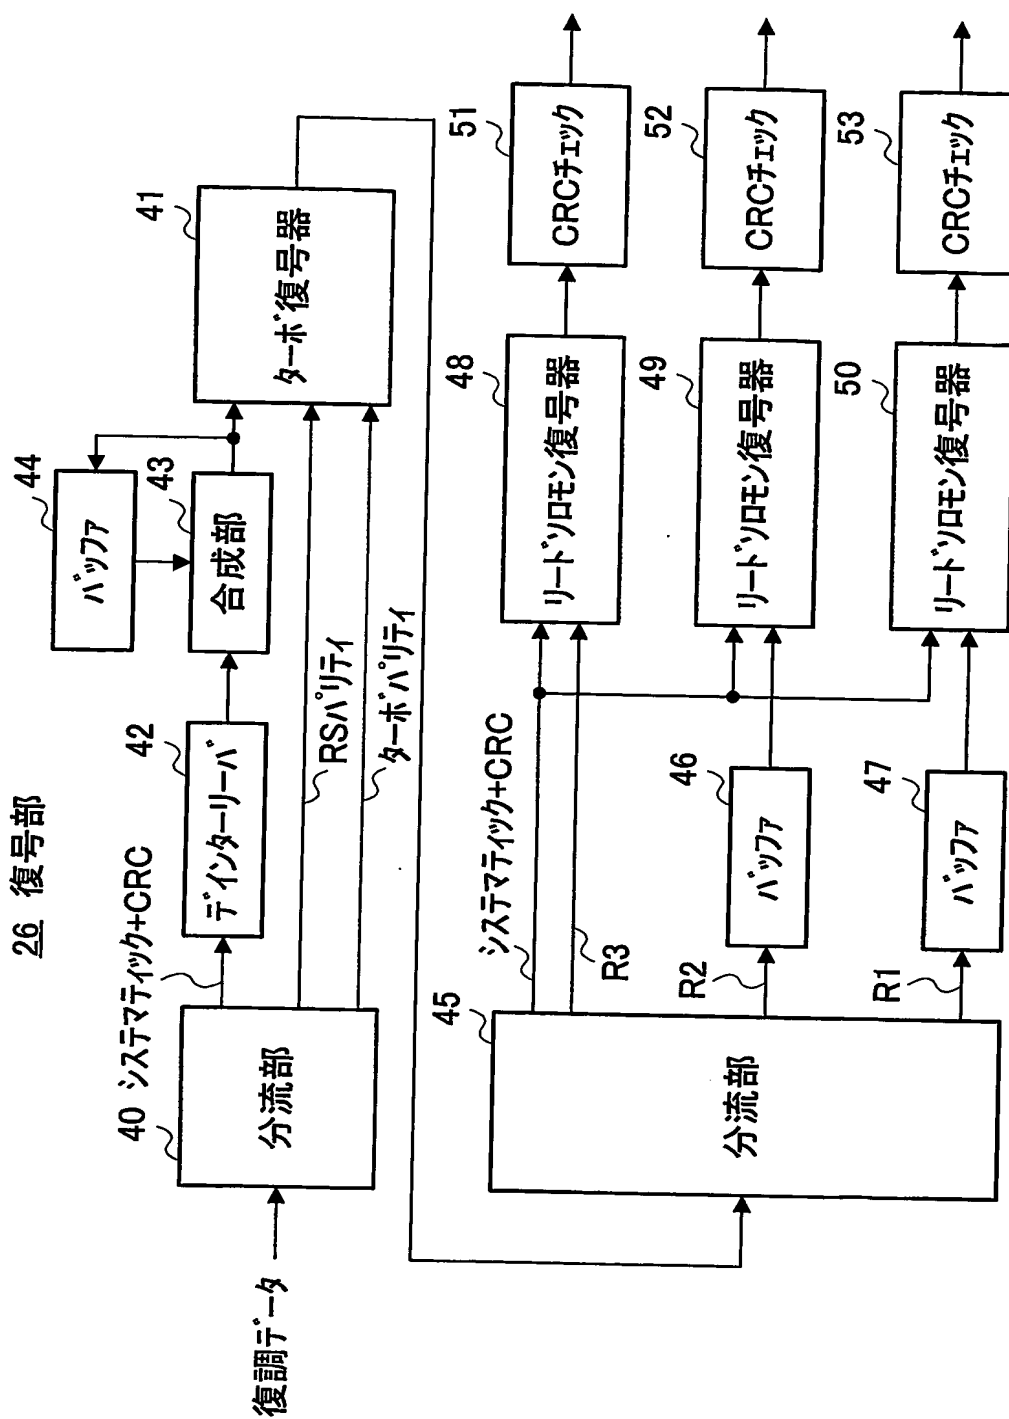 26 復号部
復調データ
40
分流部
システマティック+CRC
42
デインターリーバ
44
バッファ
43
合成部
RSパリティ
ターボパリティ
41
ターボ復号器
45
分流部
システマティック+CRC
R3
R2
R1
46
バッファ
47
バッファ
48
リードソロモン復号器
49
リードソロモン復号器
50
リードソロモン復号器
51
CRCチェック
52
CRCチェック
53
CRCチェック